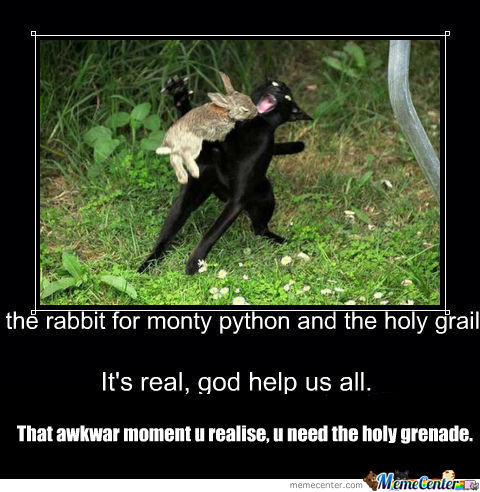 the rabbit for monty python and the holy grail
It's real, god help us all.
That awkwar moment u realise, u need the holy grenade.
memecenter.com MemeCenter